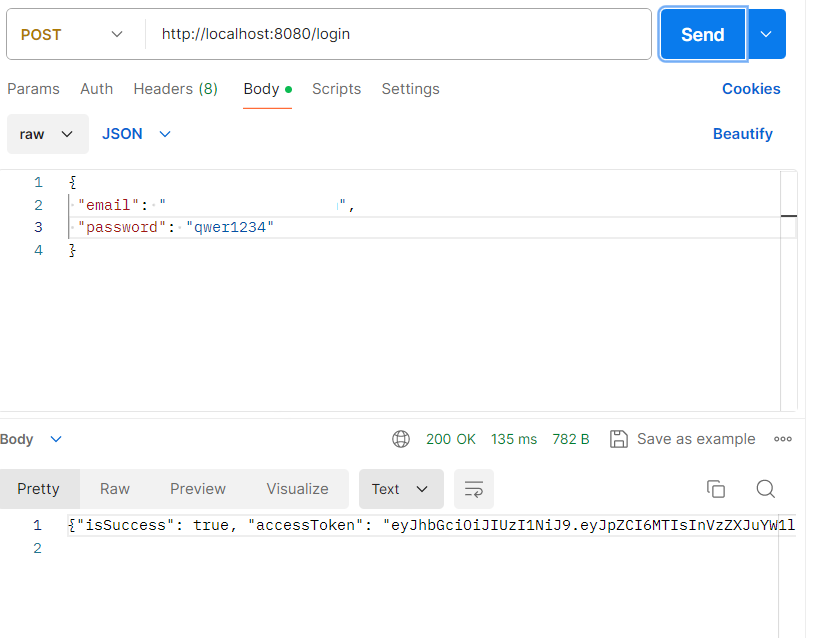 POST http://localhost:8080/login Send
Params Auth Headers (8) Body Scripts Settings Cookies
raw JSON Beautify
1 {
2 "email": " ",
3 "password": "qwer1234"
4 }
Body 200 OK 135 ms 782 B Save as example
Pretty Raw Preview Visualize Text
1 {"isSuccess": true, "accessToken": "eyJhbGciOiJIUzI1NiJ9.eyJpZCI6MTIsInVzZXJuYW1l
2